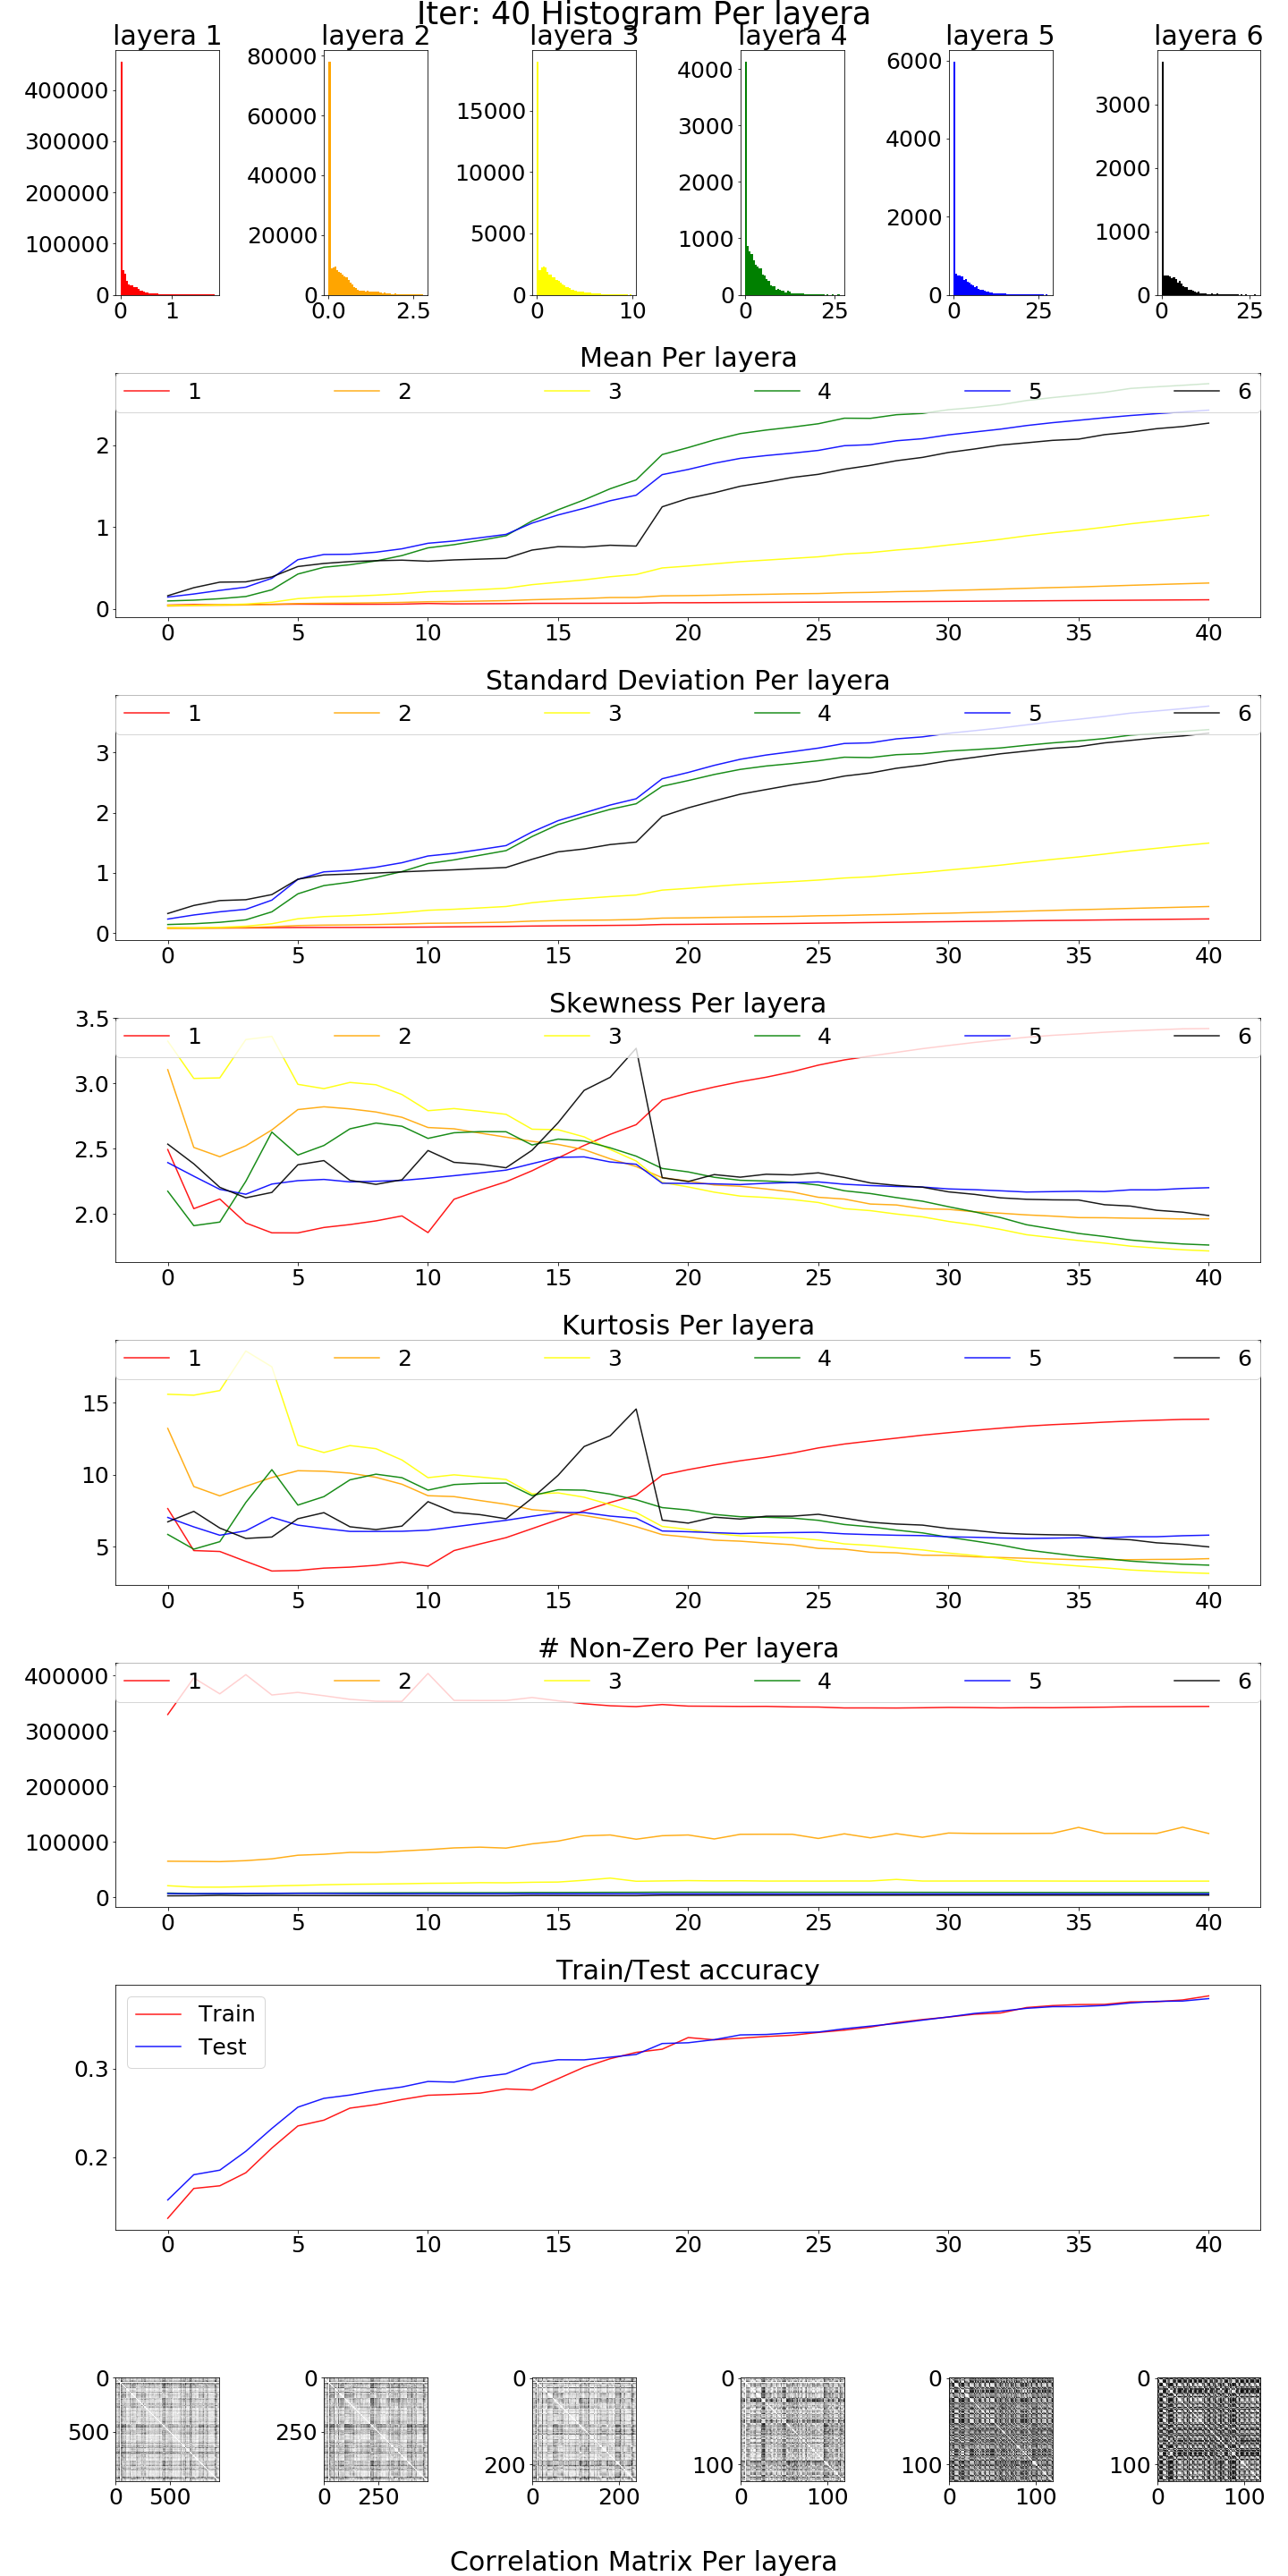 Iter: 40 Histogram Per layera
layera 1 layera 2 layera 3 layera 4 layera 5 layera 6
400000 300000 200000 100000 0
0 1
80000 60000 40000 20000 0
0.0 2.5
15000 10000 5000 0
0 10
4000 3000 2000 1000 0
0 25
6000 4000 2000 0
0 25
3000 2000 1000 0
0 25
Mean Per layera
1 2 3 4 5 6
2
1
0
0 5 10 15 20 25 30 35 40
Standard Deviation Per layera
1 2 3 4 5 6
3
2
1
0
0 5 10 15 20 25 30 35 40
Skewness Per layera
3.5
1 2 3 4 5 6
3.0
2.5
2.0
0 5 10 15 20 25 30 35 40
Kurtosis Per layera
1 2 3 4 5 6
15
10
5
0 5 10 15 20 25 30 35 40
# Non-Zero Per layera
400000
1 2 3 4 5 6
300000
200000
100000
0
0 5 10 15 20 25 30 35 40
Train/Test accuracy
Train
Test
0.3
0.2
0 5 10 15 20 25 30 35 40
0 500
0 500
0 250
0 250
0 200
0 200
0 100
0 100
0 100
0 100
0 100
0 100
Correlation Matrix Per layera